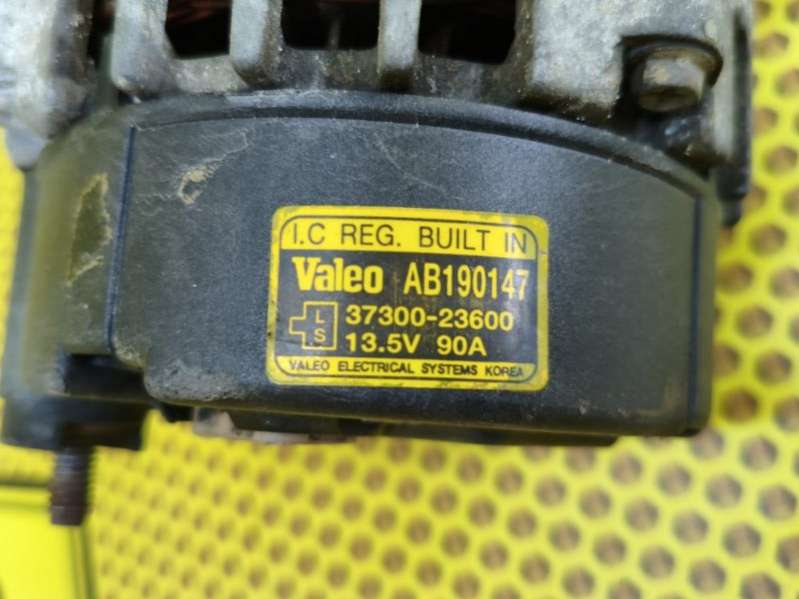 I.C REG. BUILT IN
Valeo AB190147
L 37300-23600
S 13.5V 90A
VALEO ELECTRICAL SYSTEMS KOREA